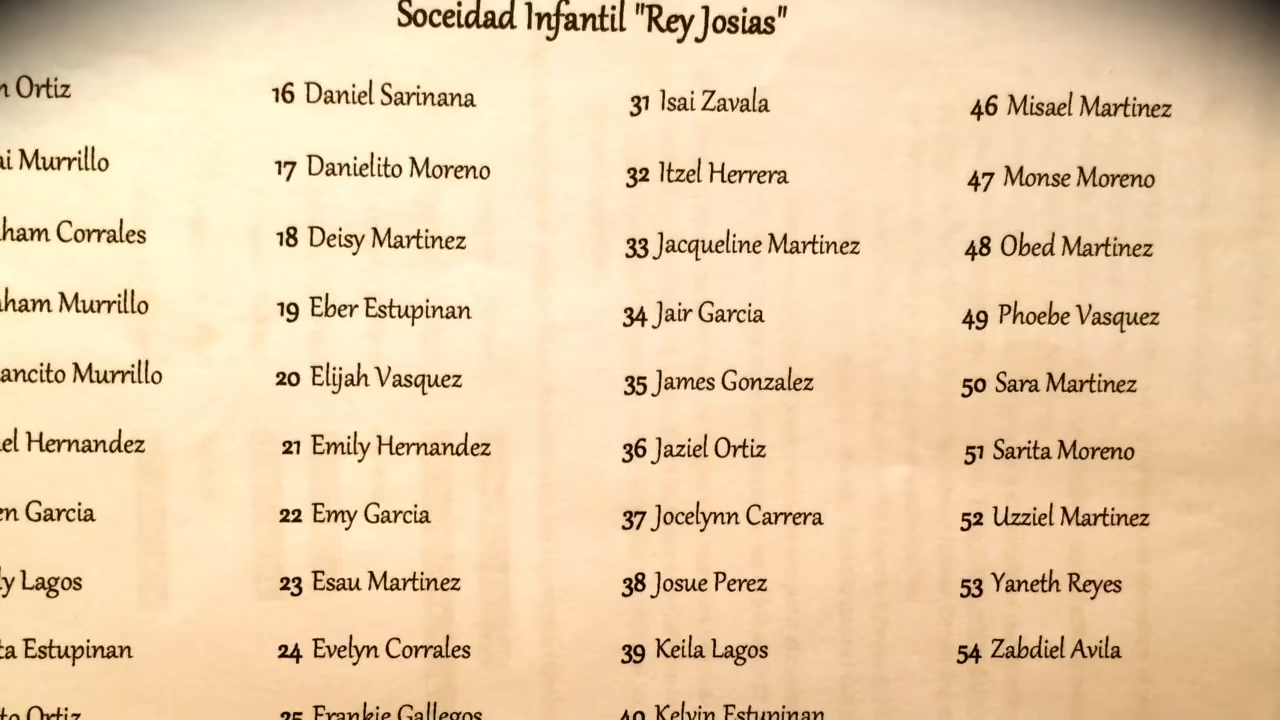 Soceidad Infantil "Rey Josias"
Ortiz
Murrillo
Corrales
Murrillo
Murrillo
Hernandez
Garcia
Lagos
Estupinan
Ortiz
16 Daniel Sarinana
17 Danielito Moreno
18 Deisy Martinez
19 Eber Estupinan
20 Elijah Vasquez
21 Emily Hernandez
22 Emy Garcia
23 Esau Martinez
24 Evelyn Corrales
25 Frankie Gallegos
31 Isai Zavala
32 Itzel Herrera
33 Jacqueline Martinez
34 Jair Garcia
35 James Gonzalez
36 Jaziel Ortiz
37 Jocelynn Carrera
38 Josue Perez
39 Keila Lagos
40 Kelvin Estupinan
46 Misael Martinez
47 Monse Moreno
48 Obed Martinez
49 Phoebe Vasquez
50 Sara Martinez
51 Sarita Moreno
52 Uzziel Martinez
53 Yaneth Reyes
54 Zabdiel Avila